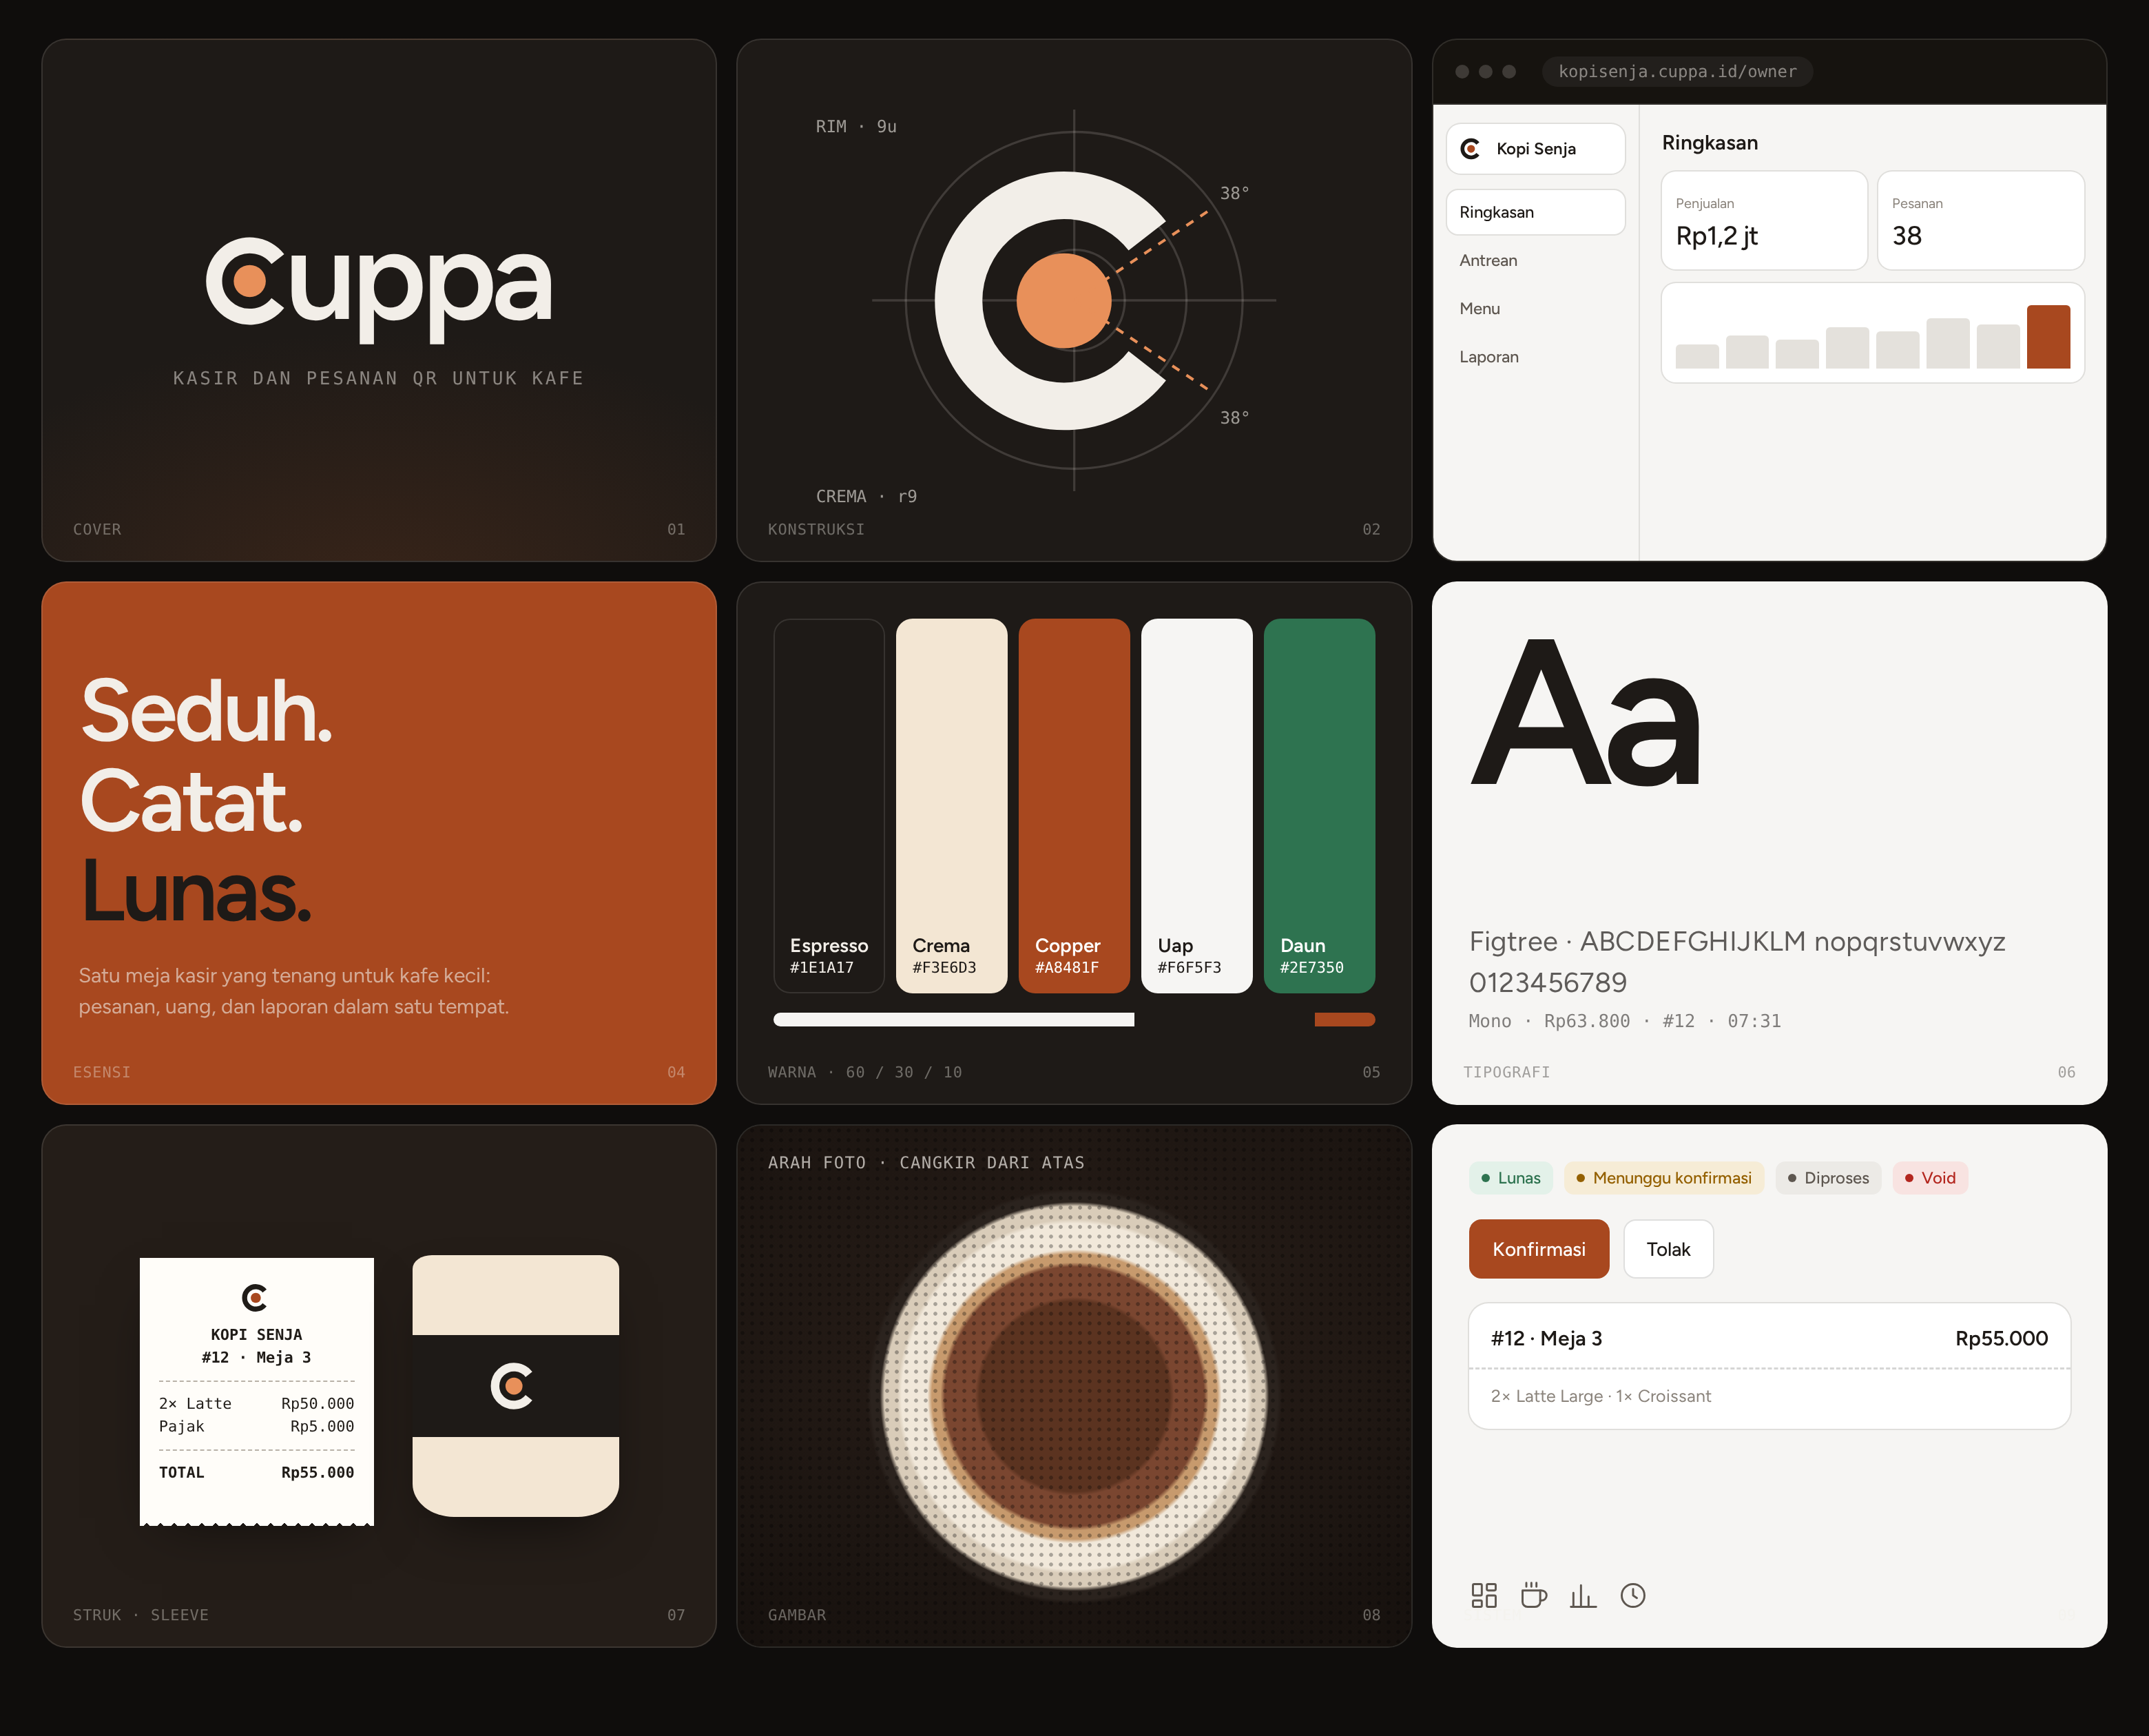 Cuppa
KASIR DAN PESANAN QR UNTUK KAFE
COVER
01
RIM · 9u
38°
38°
CREMA · r9
KONSTRUKSI
02
kopisenja.cuppa.id/owner
Kopi Senja
Ringkasan
Antrean
Menu
Laporan
Ringkasan
Penjualan
Rp1,2 jt
Pesanan
38
Seduh.
Catat.
Lunas.
Satu meja kasir yang tenang untuk kafe kecil:
pesanan, uang, dan laporan dalam satu tempat.
ESENSI
04
Espresso
#1E1A17
Crema
#F3E6D3
Copper
#A8481F
Uap
#F6F5F3
Daun
#2E7350
WARNA · 60 / 30 / 10
05
Aa
Figtree · ABCDEFGHIJKLM nopqrstuvwxyz
0123456789
Mono · Rp63.800 · #12 · 07:31
TIPOGRAFI
06
KOPI SENJA
#12 · Meja 3
2× Latte Rp50.000
Pajak Rp5.000
TOTAL Rp55.000
STRUK · SLEEVE
07
ARAH FOTO · CANGKIR DARI ATAS
GAMBAR
08
Lunas
Menunggu konfirmasi
Diproses
Void
Konfirmasi
Tolak
#12 · Meja 3
Rp55.000
2× Latte Large · 1× Croissant